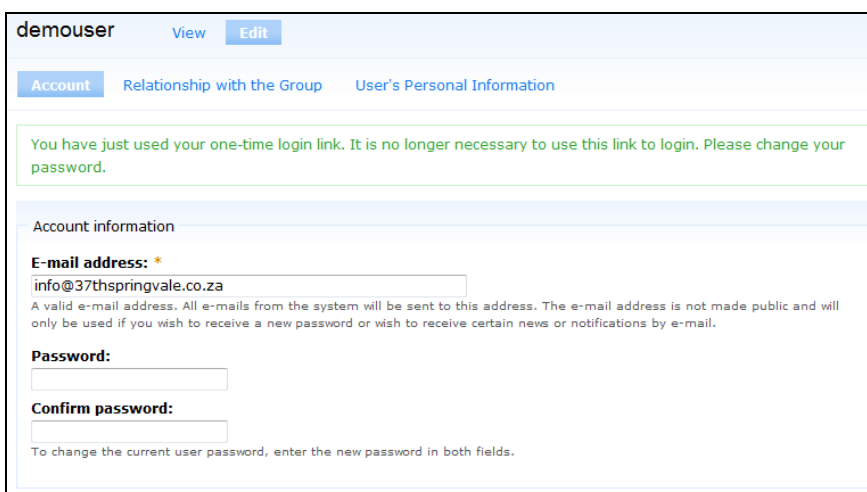 demouser View Edit
Account Relationship with the Group User's Personal Information
You have just used your one-time login link. It is no longer necessary to use this link to login. Please change your
password.
Account information
E-mail address: *
info@37thspringvale.co.za
A valid e-mail address. All e-mails from the system will be sent to this address. The e-mail address is not made public and will
only be used if you wish to receive a new password or wish to receive certain news or notifications by e-mail.
Password:
Confirm password:
To change the current user password, enter the new password in both fields.